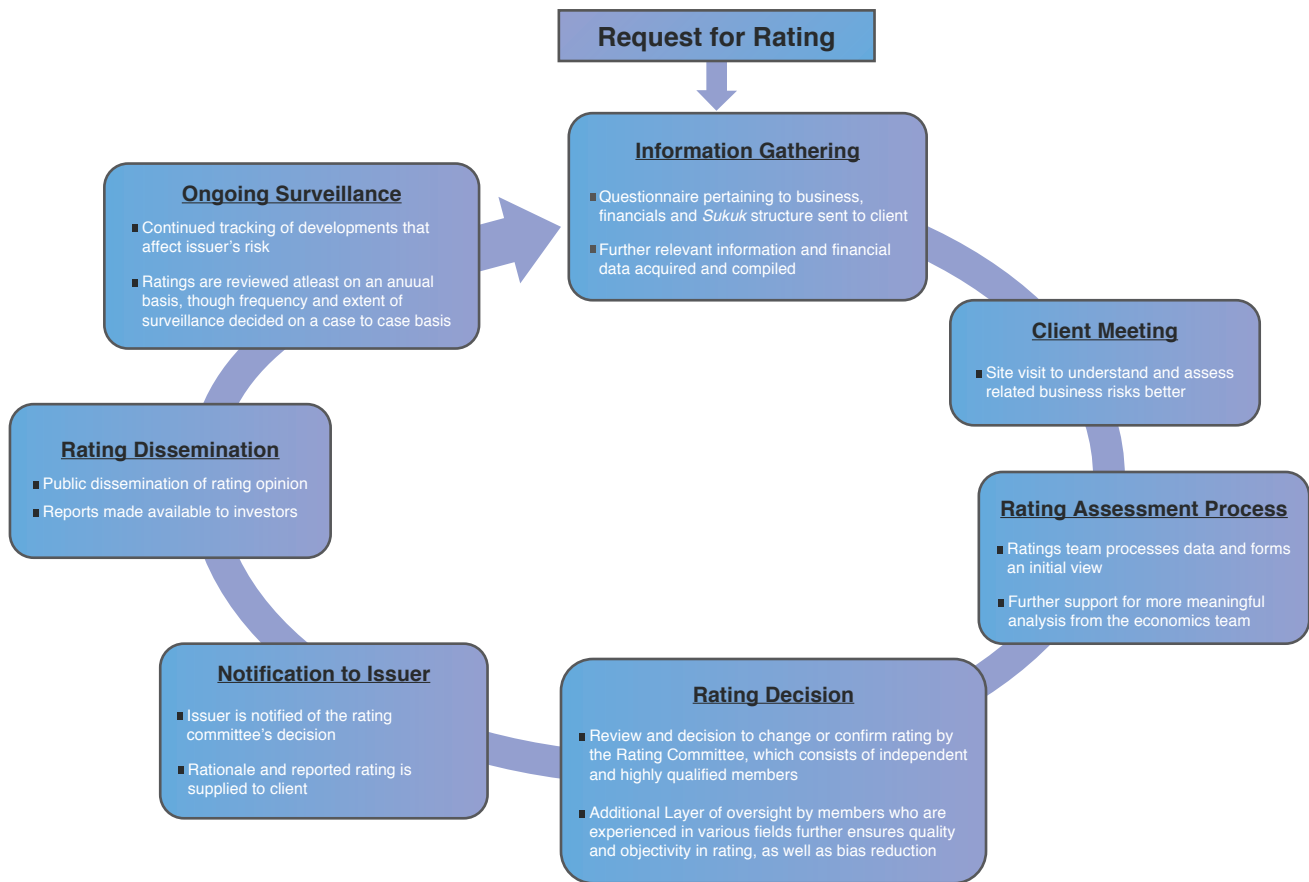 Request for Rating
Information Gathering
▪ Questionnaire pertaining to business,
financials and Sukuk structure sent to client
▪ Further relevant information and financial
data acquired and compiled
Client Meeting
▪ Site visit to understand and assess
related business risks better
Rating Assessment Process
▪ Ratings team processes data and forms
an initial view
▪ Further support for more meaningful
analysis from the economics team
Rating Decision
▪ Review and decision to change or confirm rating by
the Rating Committee, which consists of independent
and highly qualified members
▪ Additional Layer of oversight by members who are
experienced in various fields further ensures quality
and objectivity in rating, as well as bias reduction
Notification to Issuer
▪ Issuer is notified of the rating
committee's decision
▪ Rationale and reported rating is
supplied to client
Rating Dissemination
▪ Public dissemination of rating opinion
▪ Reports made available to investors
Ongoing Surveillance
▪ Continued tracking of developments that
affect issuer's risk
▪ Ratings are reviewed atleast on an anuual
basis, though frequency and extent of
surveillance decided on a case to case basis